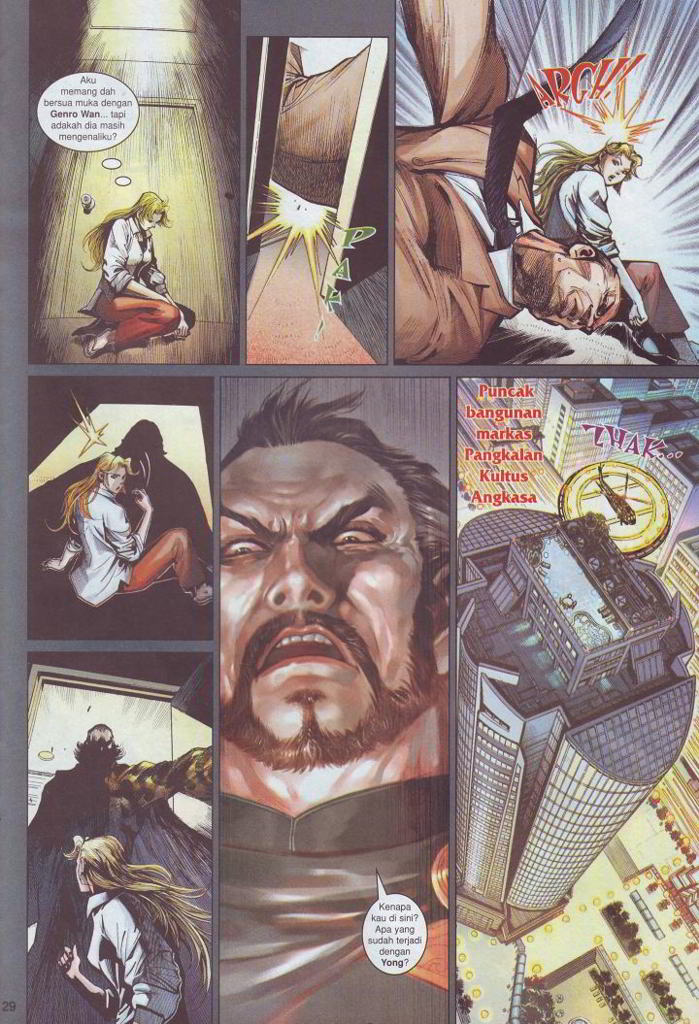 Aku
memang dah
bersua muka dengan
Genro Wan... tapi
adakah dia masih
mengenaliku?
PAK!
ARGH!
Puncak
bangunan
markas
Pangkalan
Kultus
Angkasa
THAK...
Kenapa
kau di sini?
Apa yang
sudah terjadi
dengan
Yong?
29